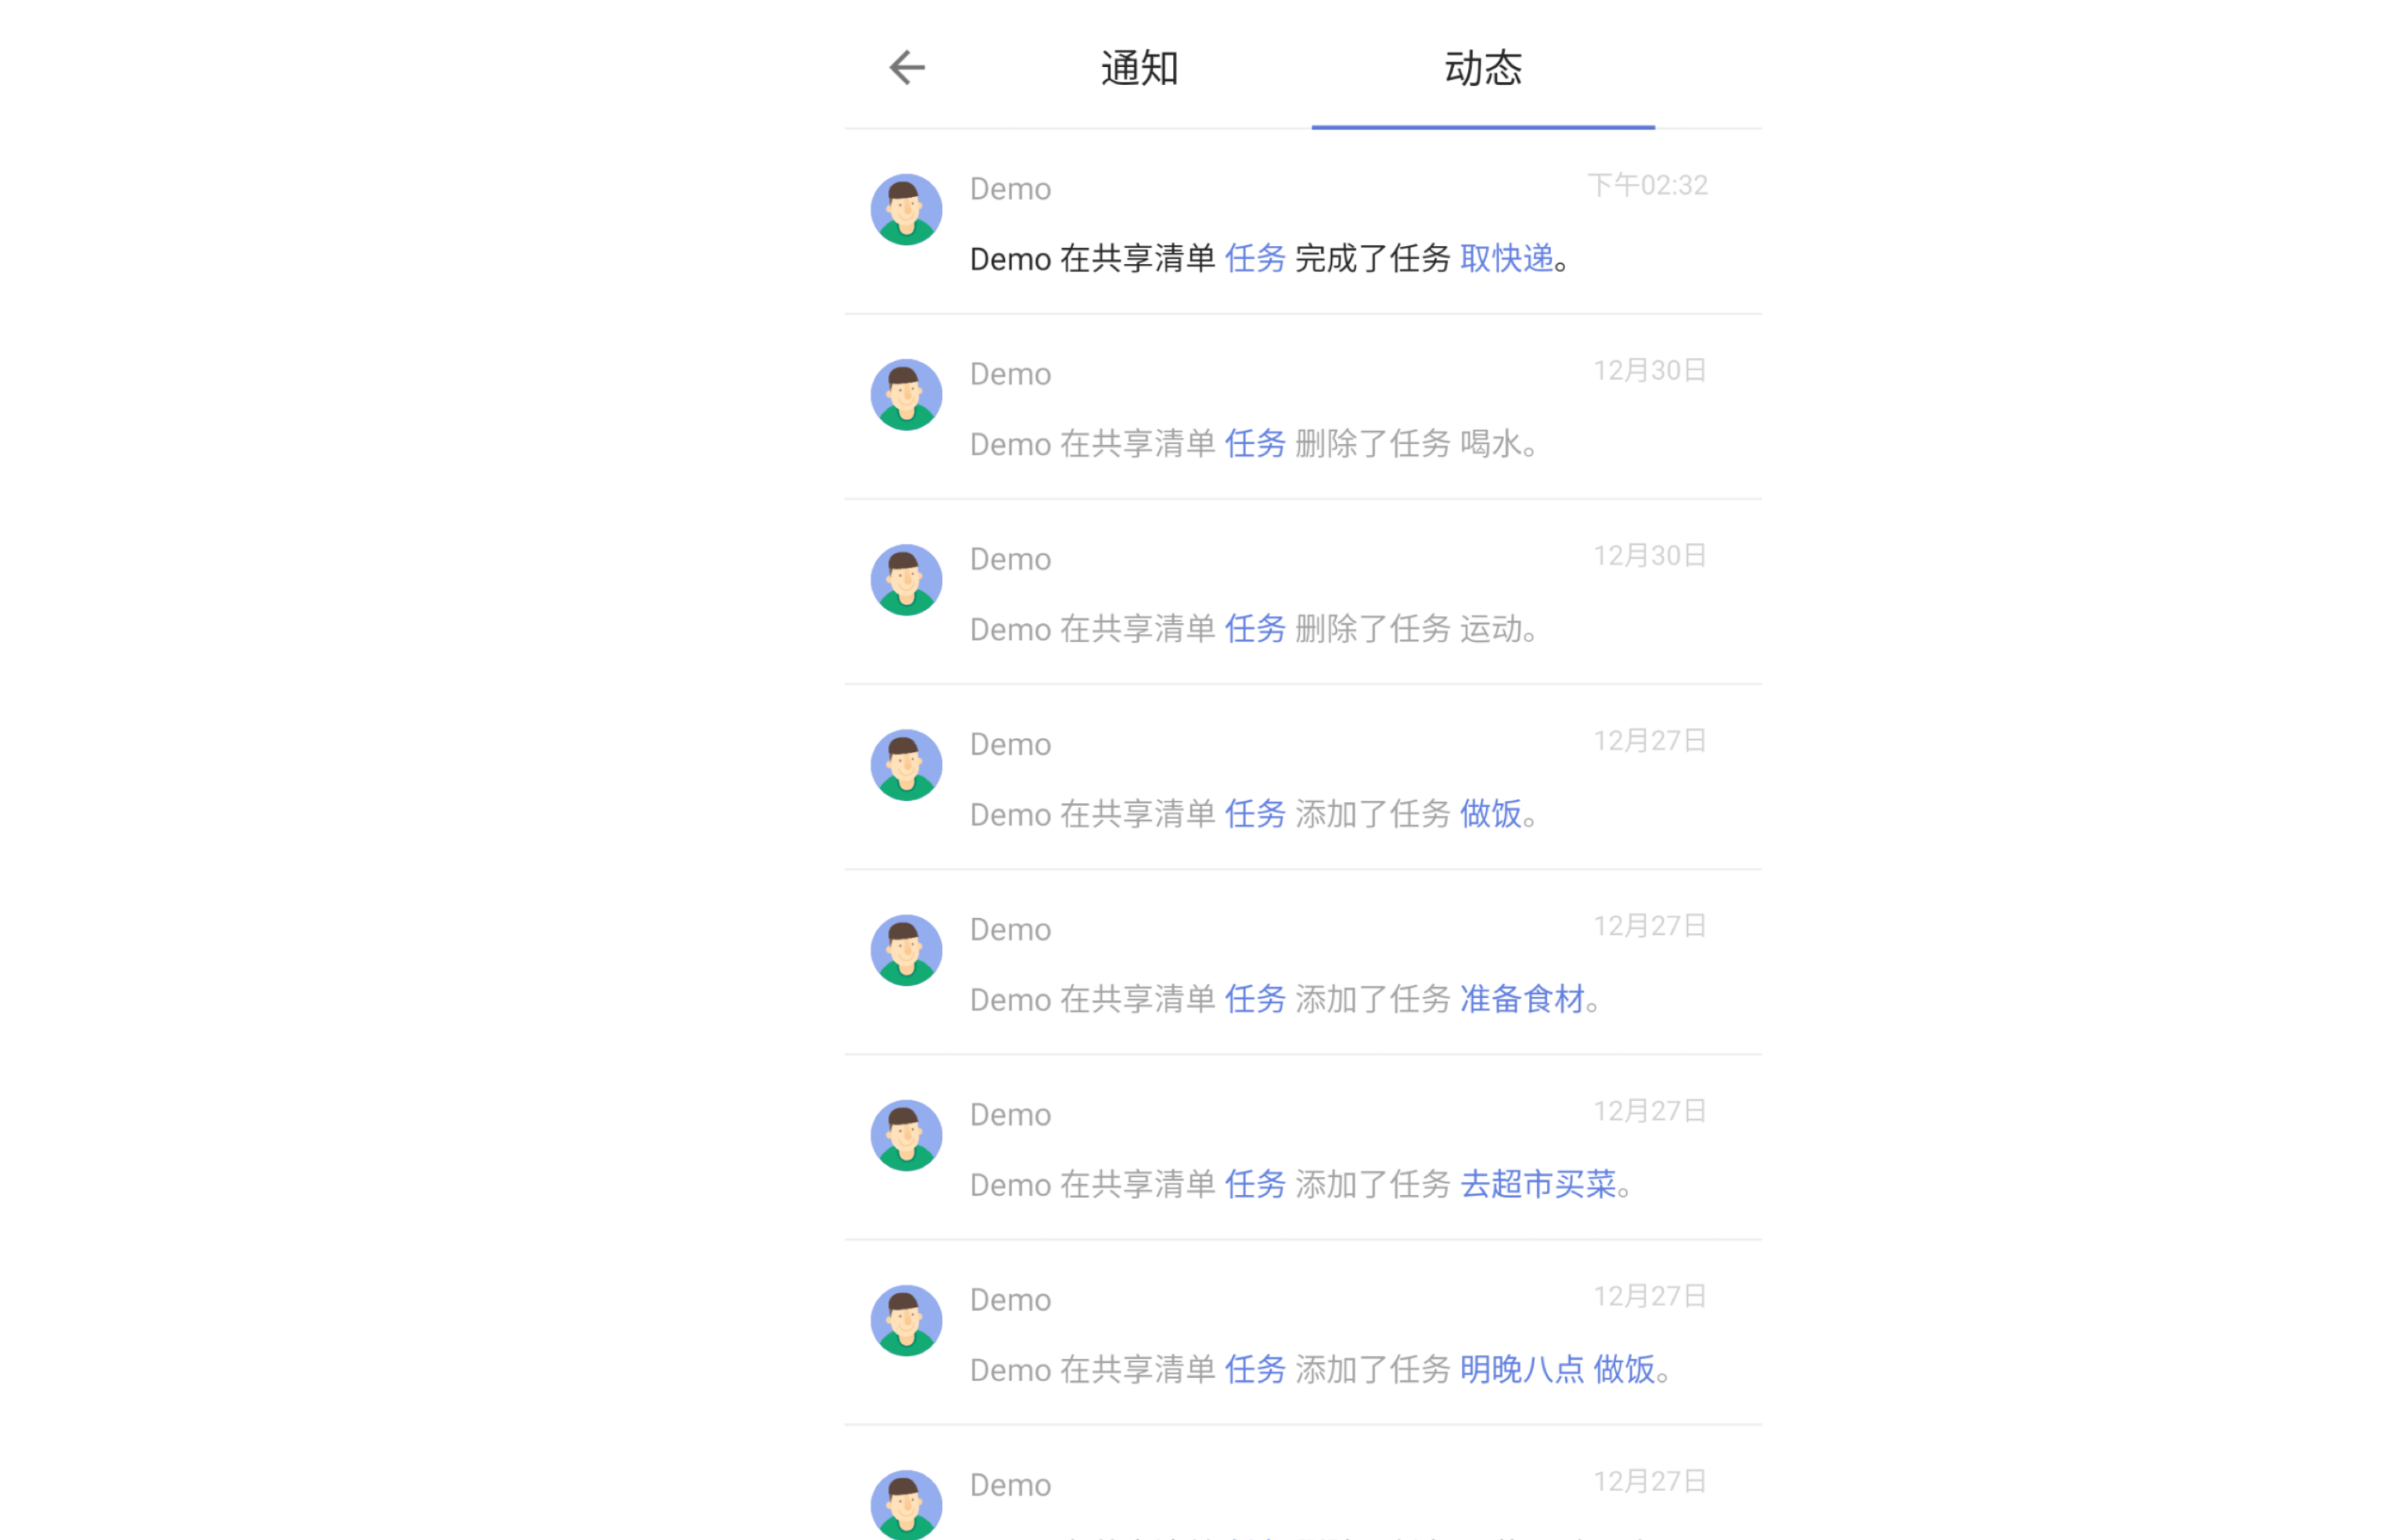 通知 动态
Demo 下午02:32
Demo 在共享清单 任务 完成了任务 取快递。
Demo 12月30日
Demo 在共享清单 任务 删除了任务 喝水。
Demo 12月30日
Demo 在共享清单 任务 删除了任务 运动。
Demo 12月27日
Demo 在共享清单 任务 添加了任务 做饭。
Demo 12月27日
Demo 在共享清单 任务 添加了任务 准备食材。
Demo 12月27日
Demo 在共享清单 任务 添加了任务 去超市买菜。
Demo 12月27日
Demo 在共享清单 任务 添加了任务 明晚八点 做饭。
Demo 12月27日